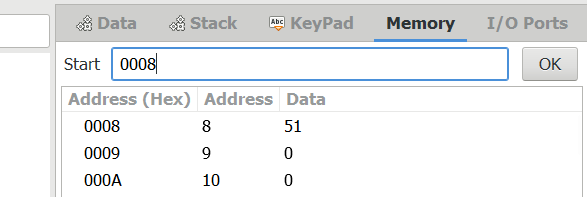 Data Stack Abc KeyPad Memory I/O Ports
Start 0008 OK
Address (Hex) Address Data
0008 8 51
0009 9 0
000A 10 0